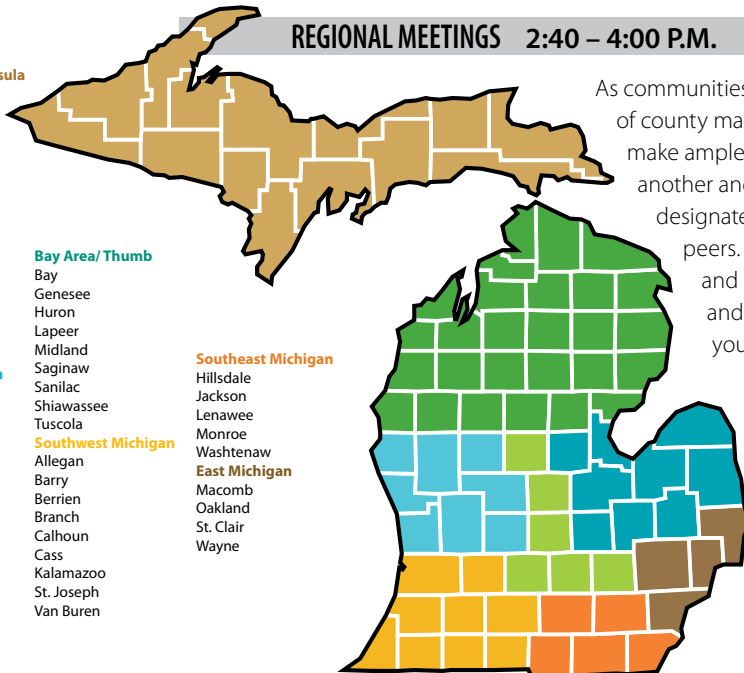 REGIONAL MEETINGS 2:40 – 4:00 P.M.
As communities
of county ma
make ample
another and
designate
peers.
and
and
you
sula
Bay Area/ Thumb
Bay
Genesee
Huron
Lapeer
Midland
Saginaw
Sanilac
Shiawassee
Tuscola
Southwest Michigan
Allegan
Barry
Berrien
Branch
Calhoun
Cass
Kalamazoo
St. Joseph
Van Buren
Southeast Michigan
Hillsdale
Jackson
Lenawee
Monroe
Washtenaw
East Michigan
Macomb
Oakland
St. Clair
Wayne